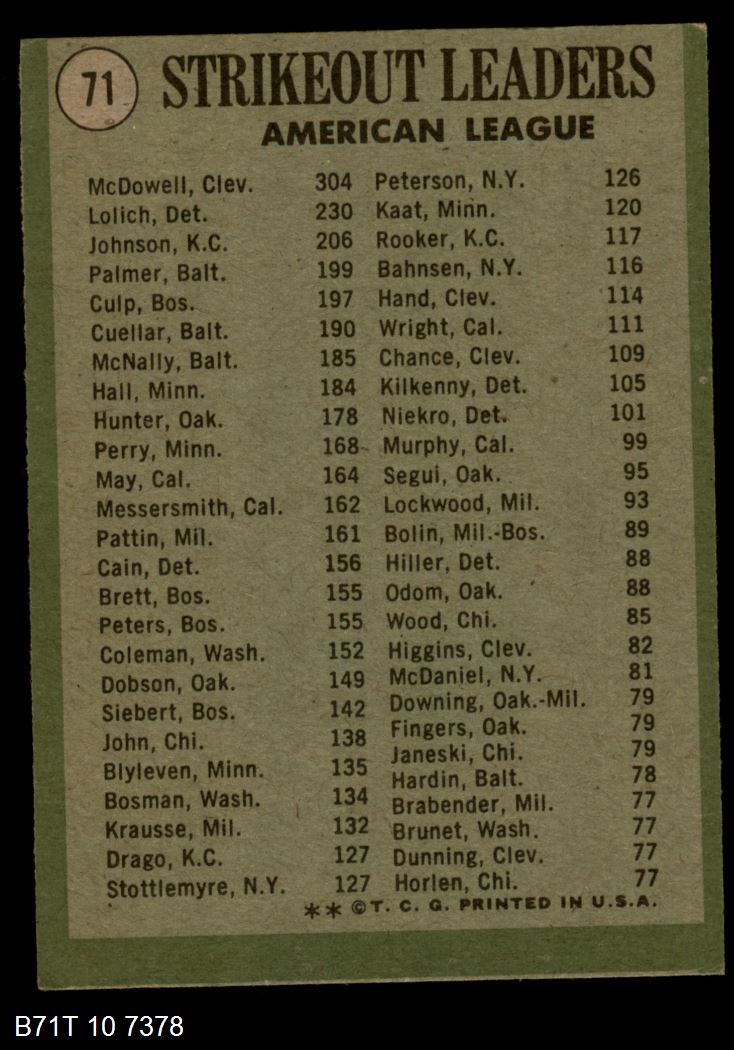 71
STRIKEOUT LEADERS
AMERICAN LEAGUE
McDowell, Clev. 304 Peterson, N.Y. 126
Lolich, Det. 230 Kaat, Minn. 120
Johnson, K.C. 206 Rooker, K.C. 117
Palmer, Balt. 199 Bahnsen, N.Y. 116
Culp, Bos. 197 Hand, Clev. 114
Cuellar, Balt. 190 Wright, Cal. 111
McNally, Balt. 185 Chance, Clev. 109
Hall, Minn. 184 Kilkenny, Det. 105
Hunter, Oak. 178 Niekro, Det. 101
Perry, Minn. 168 Murphy, Cal. 99
May, Cal. 164 Segui, Oak. 95
Messersmith, Cal. 162 Lockwood, Mil. 93
Pattin, Mil. 161 Bolin, Mil.-Bos. 89
Cain, Det. 156 Hiller, Det. 88
Brett, Bos. 155 Odom, Oak. 88
Peters, Bos. 155 Wood, Chi. 85
Coleman, Wash. 152 Higgins, Clev. 82
Dobson, Oak. 149 McDaniel, N.Y. 81
Siebert, Bos. 142 Downing, Oak.-Mil. 79
John, Chi. 138 Fingers, Oak. 79
Blyleven, Minn. 135 Janeski, Chi. 79
Bosman, Wash. 134 Hardin, Balt. 78
Krausse, Mil. 132 Brabender, Mil. 77
Drago, K.C. 127 Brunet, Wash. 77
Stottlemyre, N.Y. 127 Dunning, Clev. 77
Horlen, Chi. 77
** © T. C. G. PRINTED IN U.S.A.
B71T 10 7378